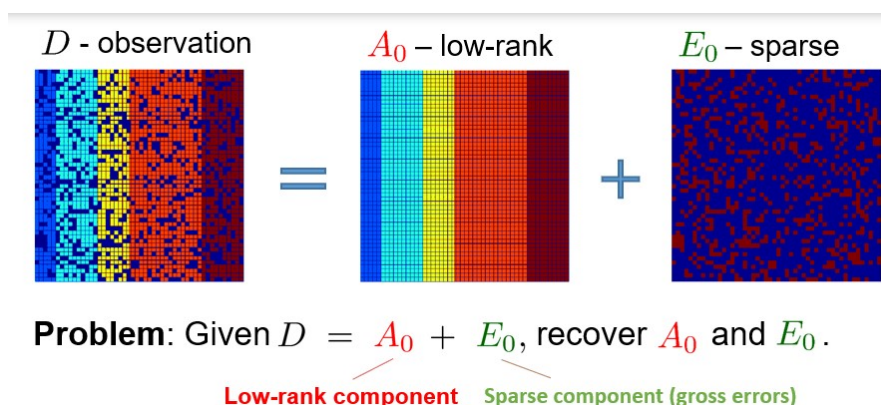 D - observation
A₀ – low-rank
E₀ – sparse
=
+
Problem: Given D = A₀ + E₀, recover A₀ and E₀.
Low-rank component
Sparse component (gross errors)